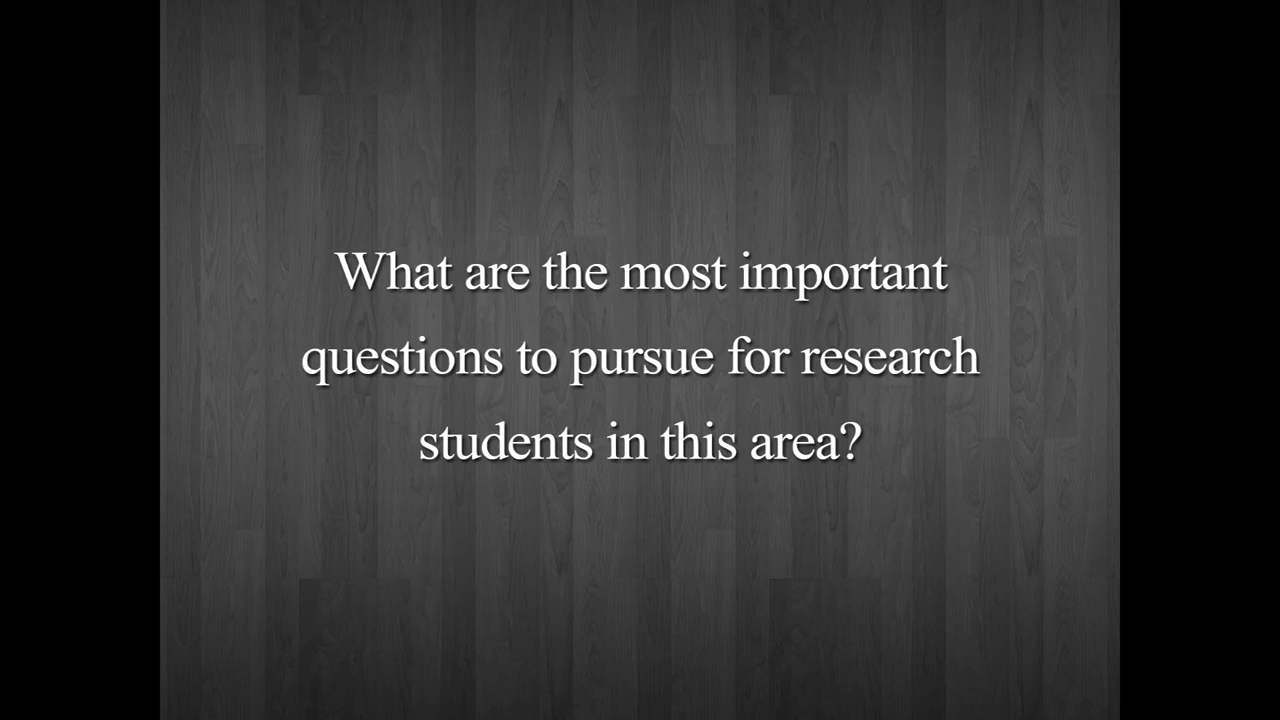 What are the most important
questions to pursue for research
students in this area?